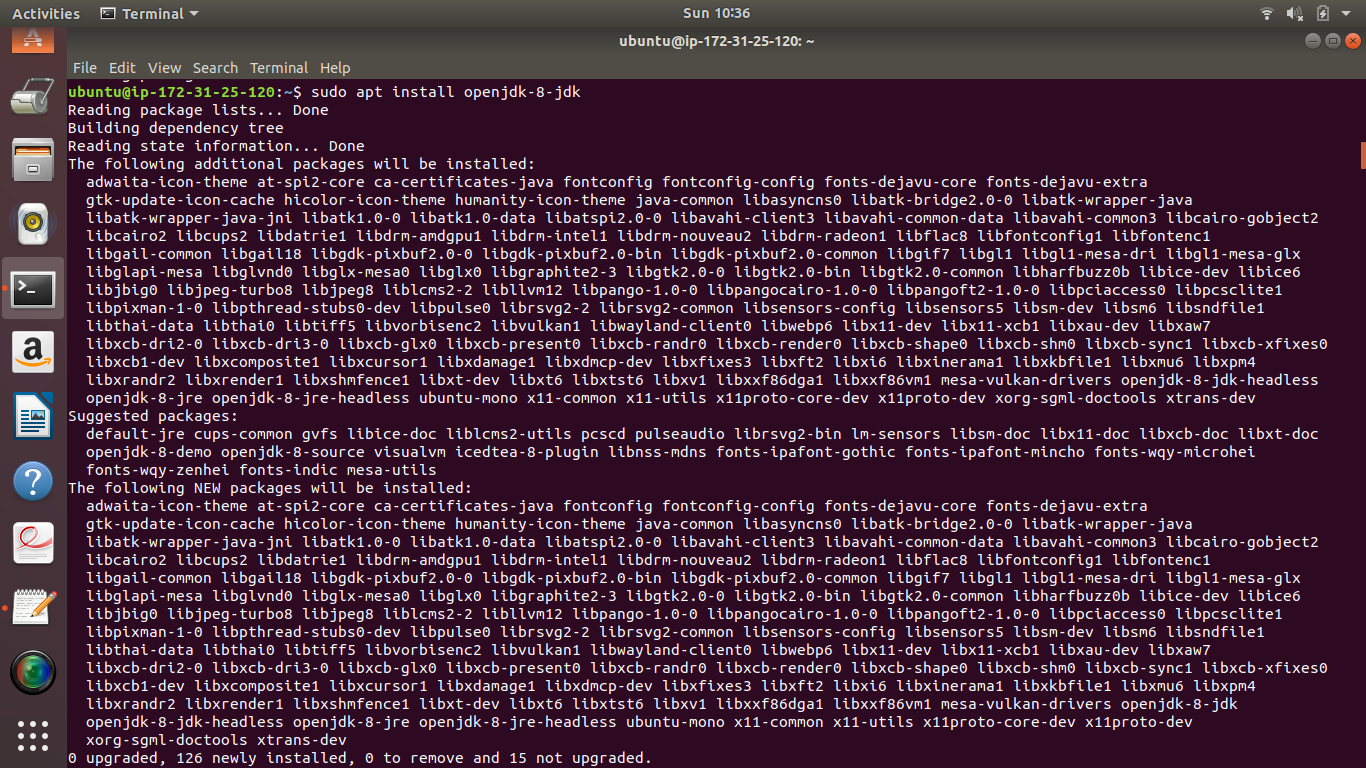 Activities Terminal Sun 10:36
ubuntu@ip-172-31-25-120: ~
File Edit View Search Terminal Help
ubuntu@ip-172-31-25-120:~$ sudo apt install openjdk-8-jdk
Reading package lists... Done
Building dependency tree
Reading state information... Done
The following additional packages will be installed:
adwaita-icon-theme at-spi2-core ca-certificates-java fontconfig fontconfig-config fonts-dejavu-core fonts-dejavu-extra
gtk-update-icon-cache hicolor-icon-theme humanity-icon-theme java-common libasyncns0 libatk-bridge2.0-0 libatk-wrapper-java
libatk-wrapper-java-jni libatk1.0-0 libatk1.0-data libatspi2.0-0 libavahi-client3 libavahi-common-data libavahi-common3 libcairo-gobject2
libcairo2 libcups2 libdatrie1 libdrm-amdgpu1 libdrm-intel1 libdrm-nouveau2 libdrm-radeon1 libflac8 libfontconfig1 libfontenc1
libgail-common libgail18 libgdk-pixbuf2.0-0 libgdk-pixbuf2.0-bin libgdk-pixbuf2.0-common libgif7 libgl1 libgl1-mesa-dri libgl1-mesa-glx
libglapi-mesa libglvnd0 libglx-mesa0 libglx0 libgraphite2-3 libgtk2.0-0 libgtk2.0-bin libgtk2.0-common libharfbuzz0b libice-dev libice6
libjbig0 libjpeg-turbo8 libjpeg8 liblcms2-2 libllvm12 libpango-1.0-0 libpangocairo-1.0-0 libpangoft2-1.0-0 libpciaccess0 libpcsclite1
libpixman-1-0 libpthread-stubs0-dev libpulse0 librsvg2-2 librsvg2-common libsensors-config libsensors5 libsm-dev libsm6 libsndfile1
libthai-data libthai0 libtiff5 libvorbisenc2 libvulkan1 libwayland-client0 libwebp6 libx11-dev libx11-xcb1 libxau-dev libxaw7
libxcb-dri2-0 libxcb-dri3-0 libxcb-glx0 libxcb-present0 libxcb-randr0 libxcb-render0 libxcb-shape0 libxcb-shm0 libxcb-sync1 libxcb-xfixes0
libxcb1-dev libxcomposite1 libxcursor1 libxdamage1 libxdmcp-dev libxfixes3 libxft2 libxi6 libxinerama1 libxkbfile1 libxmu6 libxpm4
libxrandr2 libxrender1 libxshmfence1 libxt-dev libxt6 libxtst6 libxv1 libxxf86dga1 libxxf86vm1 mesa-vulkan-drivers openjdk-8-jdk-headless
openjdk-8-jre openjdk-8-jre-headless ubuntu-mono x11-common x11-utils x11proto-core-dev x11proto-dev xorg-sgml-doctools xtrans-dev
Suggested packages:
default-jre cups-common gvfs libice-doc liblcms2-utils pcscd pulseaudio librsvg2-bin lm-sensors libsm-doc libx11-doc libxcb-doc libxt-doc
openjdk-8-demo openjdk-8-source visualvm icedtea-8-plugin libnss-mdns fonts-ipafont-gothic fonts-ipafont-mincho fonts-wqy-microhei
fonts-wqy-zenhei fonts-indic mesa-utils
The following NEW packages will be installed:
adwaita-icon-theme at-spi2-core ca-certificates-java fontconfig fontconfig-config fonts-dejavu-core fonts-dejavu-extra
gtk-update-icon-cache hicolor-icon-theme humanity-icon-theme java-common libasyncns0 libatk-bridge2.0-0 libatk-wrapper-java
libatk-wrapper-java-jni libatk1.0-0 libatk1.0-data libatspi2.0-0 libavahi-client3 libavahi-common-data libavahi-common3 libcairo-gobject2
libcairo2 libcups2 libdatrie1 libdrm-amdgpu1 libdrm-intel1 libdrm-nouveau2 libdrm-radeon1 libflac8 libfontconfig1 libfontenc1
libgail-common libgail18 libgdk-pixbuf2.0-0 libgdk-pixbuf2.0-bin libgdk-pixbuf2.0-common libgif7 libgl1 libgl1-mesa-dri libgl1-mesa-glx
libglapi-mesa libglvnd0 libglx-mesa0 libglx0 libgraphite2-3 libgtk2.0-0 libgtk2.0-bin libgtk2.0-common libharfbuzz0b libice-dev libice6
libjbig0 libjpeg-turbo8 libjpeg8 liblcms2-2 libllvm12 libpango-1.0-0 libpangocairo-1.0-0 libpangoft2-1.0-0 libpciaccess0 libpcsclite1
libpixman-1-0 libpthread-stubs0-dev libpulse0 librsvg2-2 librsvg2-common libsensors-config libsensors5 libsm-dev libsm6 libsndfile1
libthai-data libthai0 libtiff5 libvorbisenc2 libvulkan1 libwayland-client0 libwebp6 libx11-dev libx11-xcb1 libxau-dev libxaw7
libxcb-dri2-0 libxcb-dri3-0 libxcb-glx0 libxcb-present0 libxcb-randr0 libxcb-render0 libxcb-shape0 libxcb-shm0 libxcb-sync1 libxcb-xfixes0
libxcb1-dev libxcomposite1 libxcursor1 libxdamage1 libxdmcp-dev libxfixes3 libxft2 libxi6 libxinerama1 libxkbfile1 libxmu6 libxpm4
libxrandr2 libxrender1 libxshmfence1 libxt-dev libxt6 libxtst6 libxv1 libxxf86dga1 libxxf86vm1 mesa-vulkan-drivers openjdk-8-jdk
openjdk-8-jdk-headless openjdk-8-jre openjdk-8-jre-headless ubuntu-mono x11-common x11-utils x11proto-core-dev x11proto-dev
xorg-sgml-doctools xtrans-dev
0 upgraded, 126 newly installed, 0 to remove and 15 not upgraded.